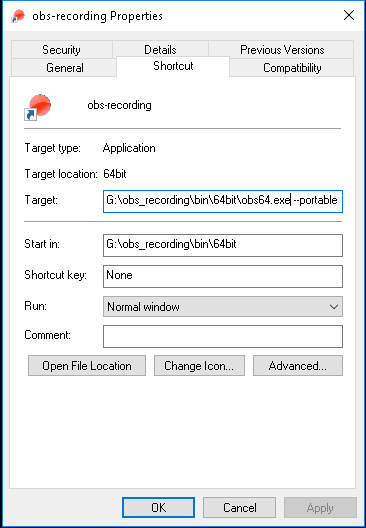 obs-recording Properties
Security Details Previous Versions
General Shortcut Compatibility
obs-recording
Target type: Application
Target location: 64bit
Target: G:\obs_recording\bin\64bit\obs64.exe --portable
Start in: G:\obs_recording\bin\64bit
Shortcut key: None
Run: Normal window
Comment:
Open File Location Change Icon... Advanced...
OK Cancel Apply